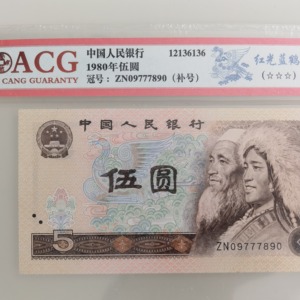 ACG
CANG GUARANTY
中国人民银行
1980年伍圆
冠号：ZN09777890（补号）
12136136
红光蓝鹤
(☆☆☆)
中国人民银行
伍圆
5
ZN09777890